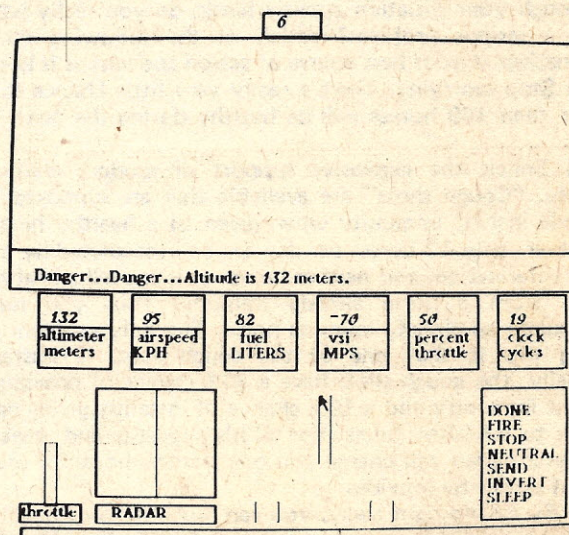 6
Danger...Danger...Altitude is 132 meters.
132 95 82 -70 50 19
altimeter airspeed fuel vsi percent clock
meters KPH LITERS MPS throttle cycles
DONE
FIRE
STOP
NEUTRAL
SEND
INVERT
SLEEP
throttle RADAR